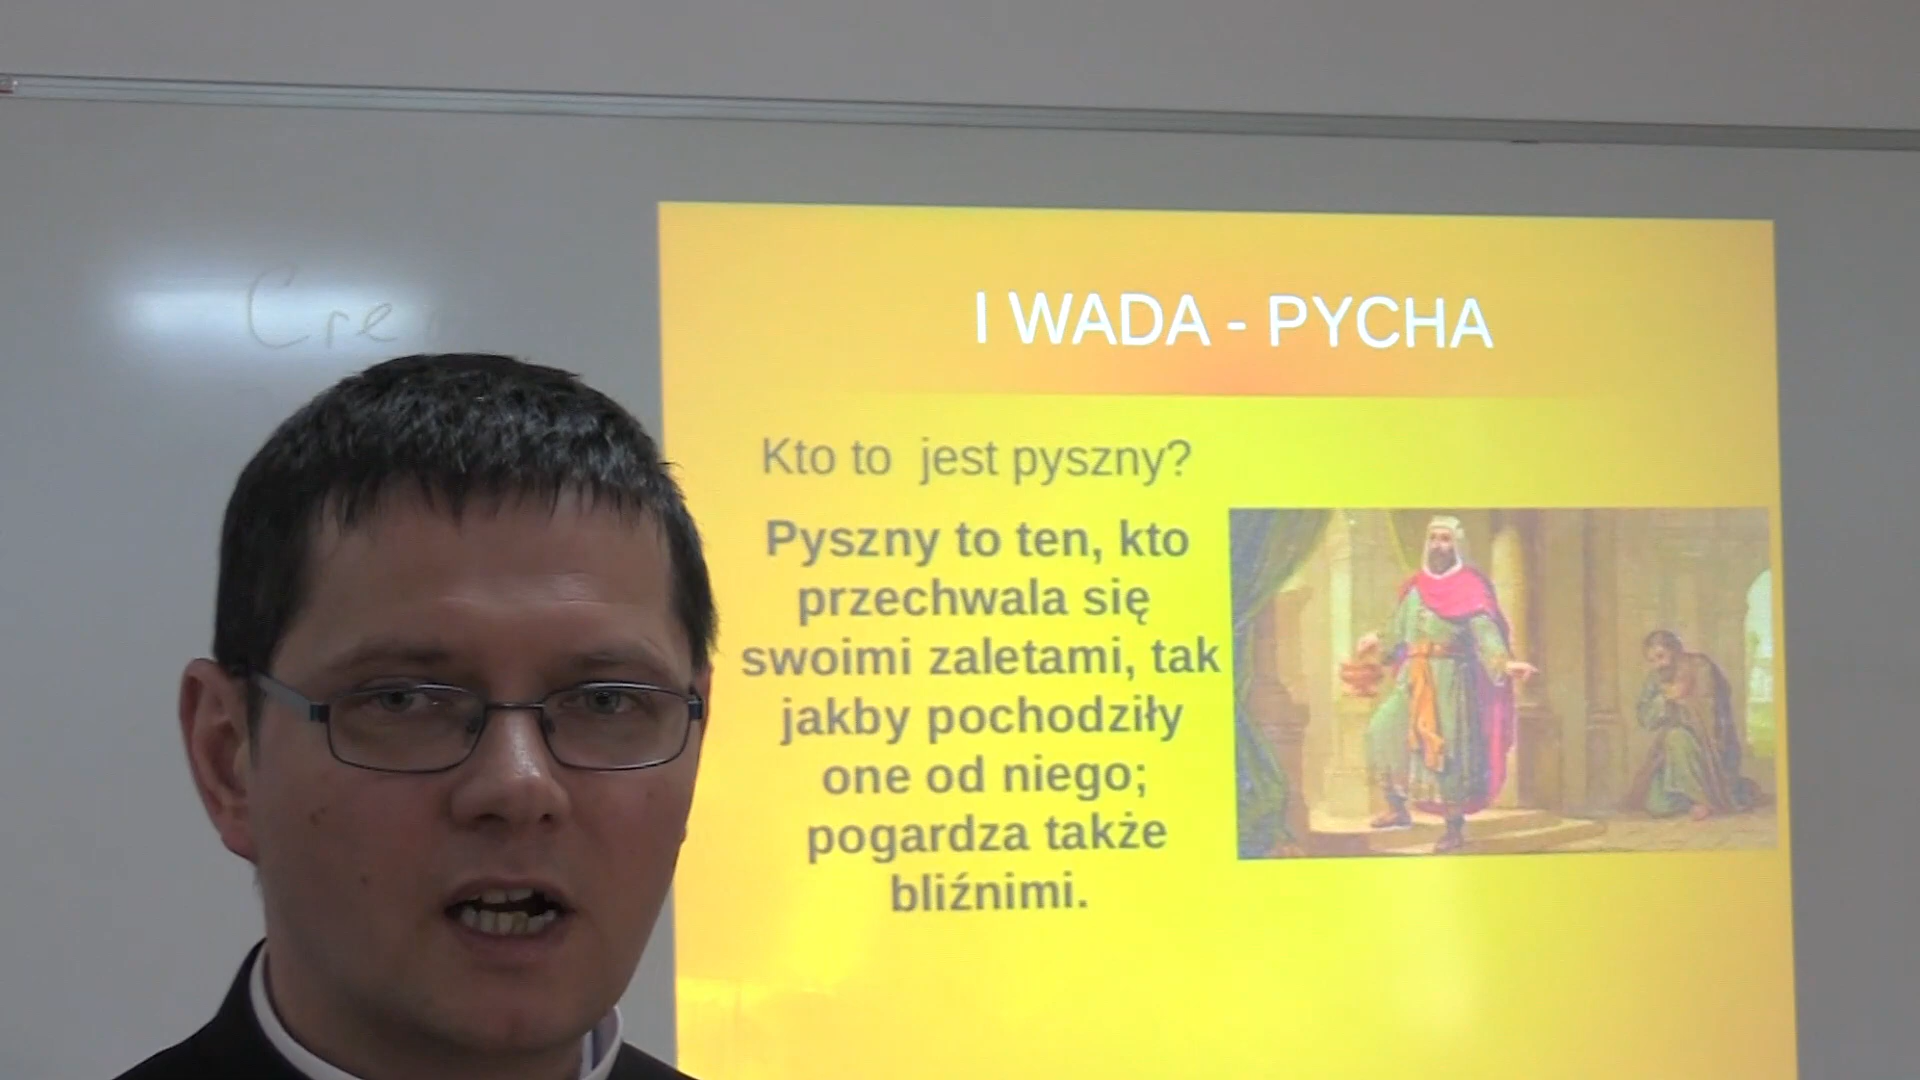 Cre
I WADA - PYCHA
Kto to jest pyszny?
Pyszny to ten, kto
przechwala się
swoimi zaletami, tak
jakby pochodziły
one od niego;
pogardza także
bliźnimi.